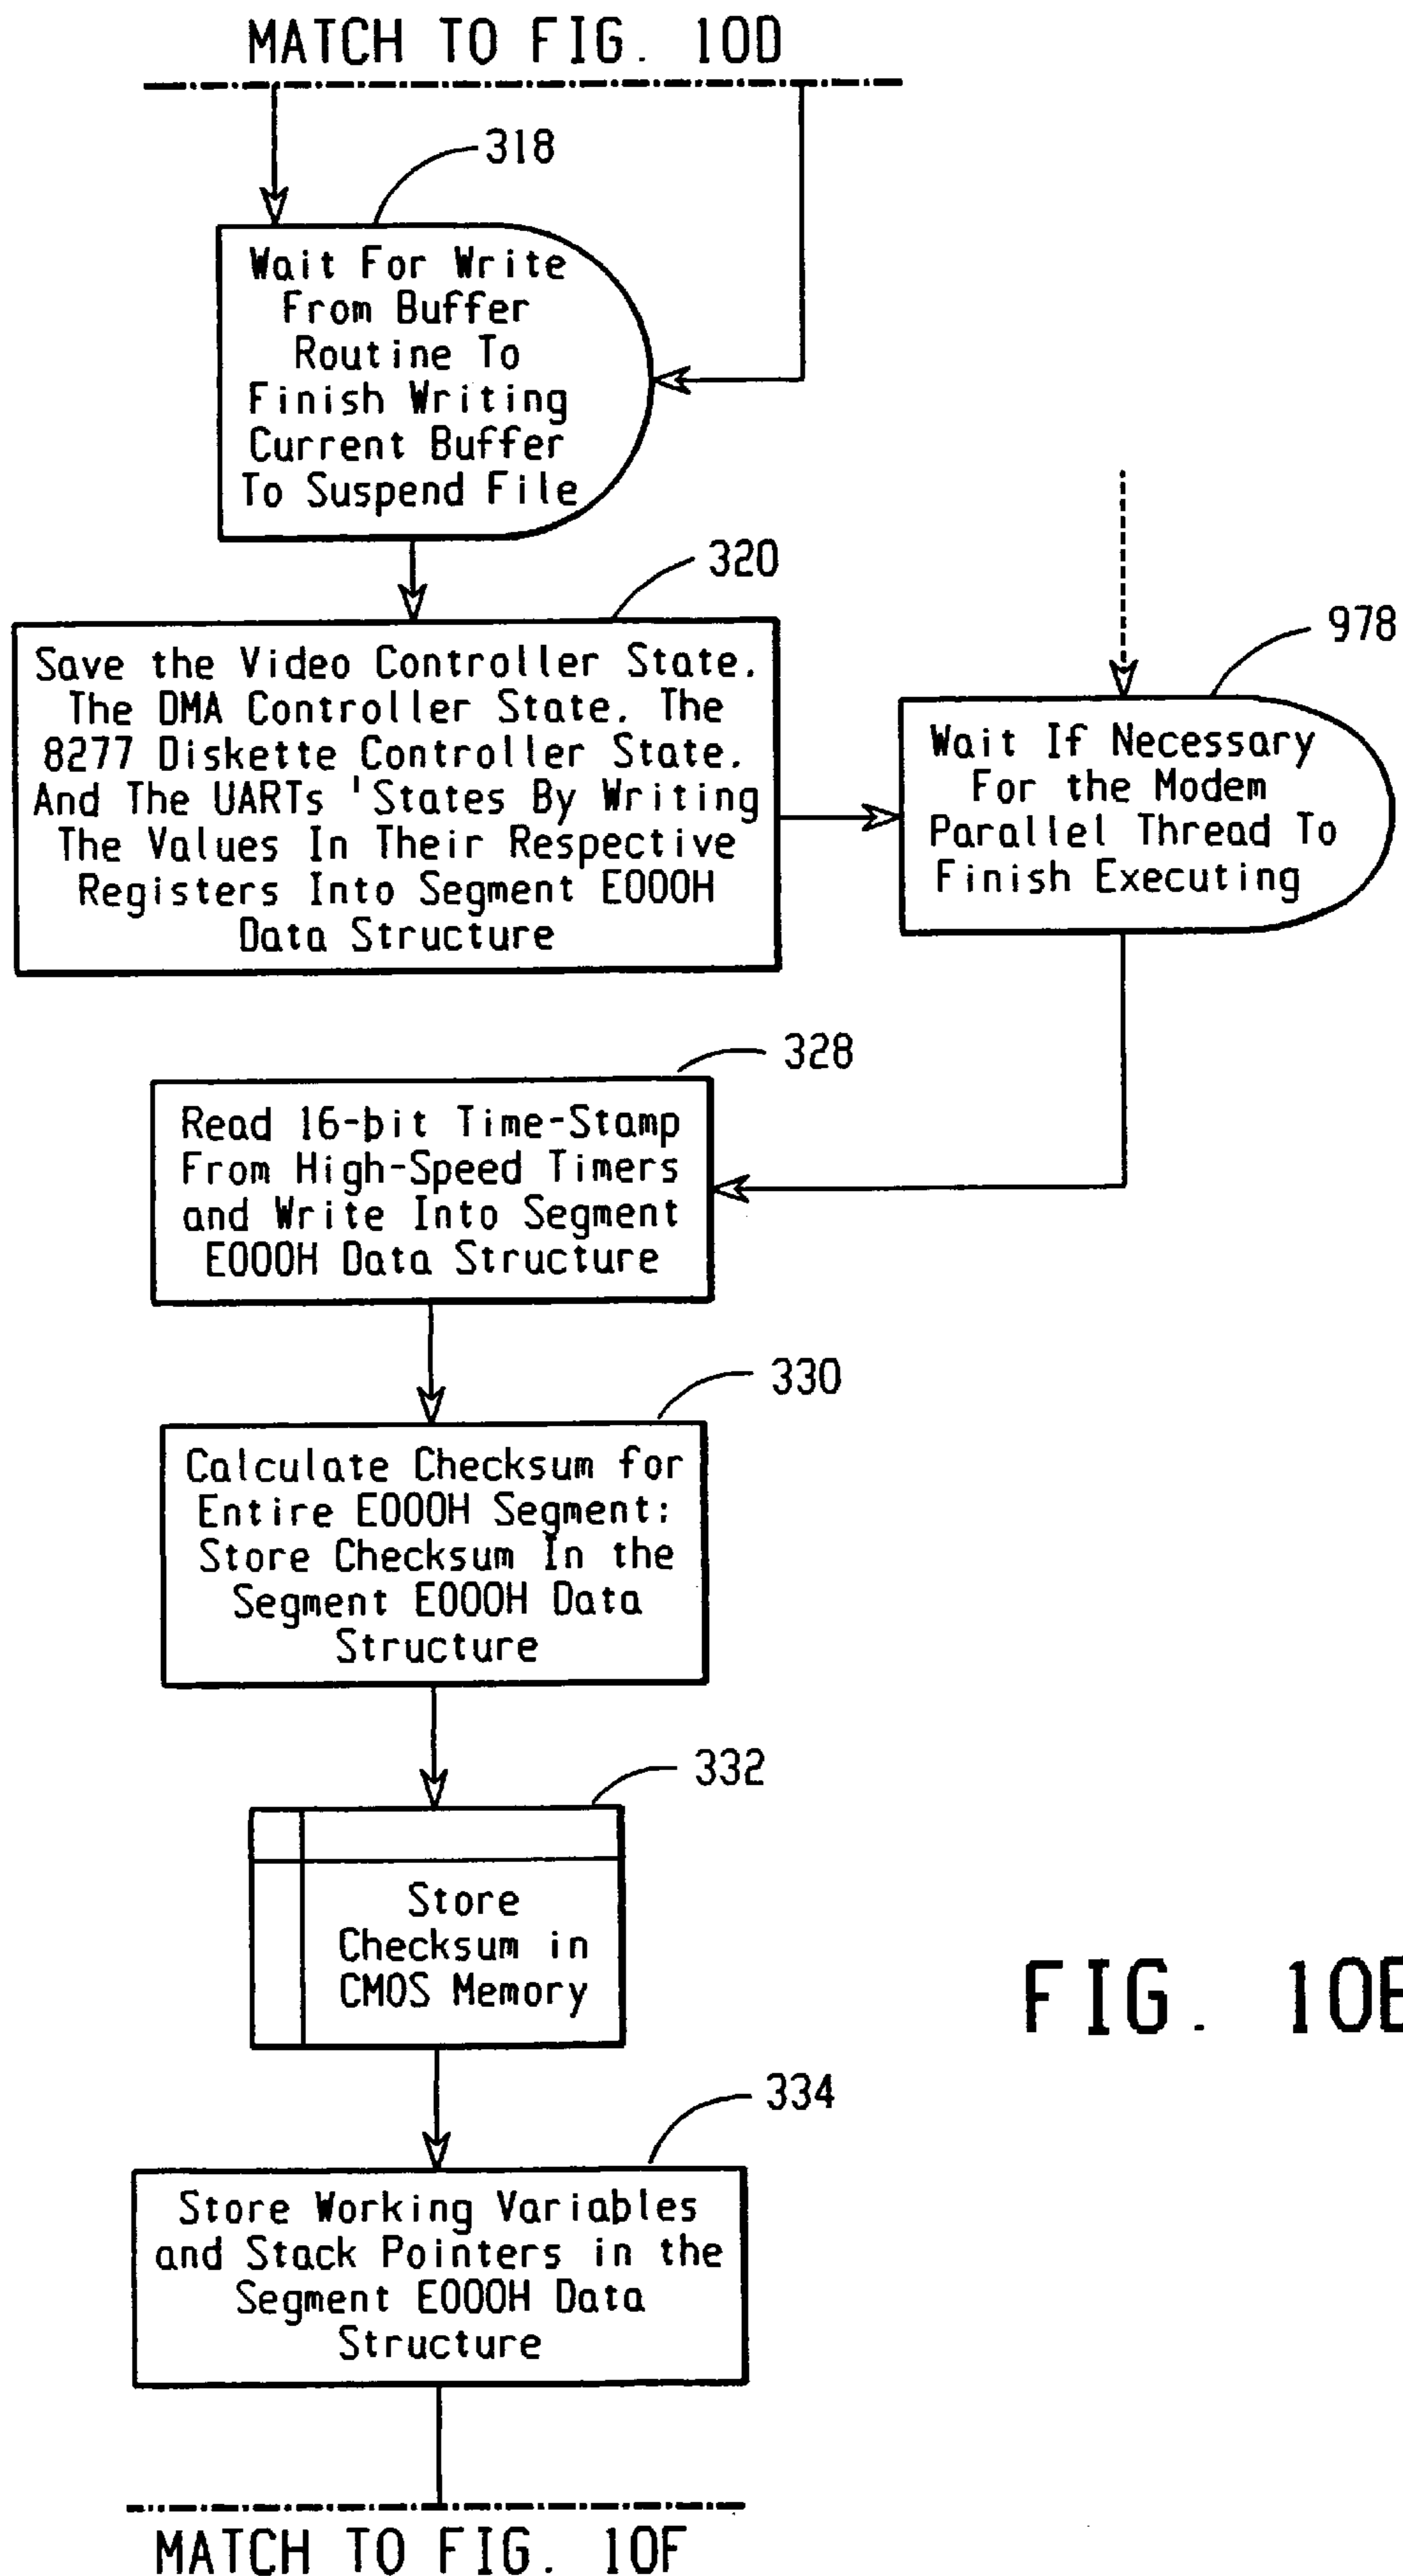 MATCH TO FIG. 10D
318
Wait For Write
From Buffer
Routine To
Finish Writing
Current Buffer
To Suspend File
320
Save the Video Controller State.
The DMA Controller State. The
8277 Diskette Controller State.
And The UARTs 'States By Writing
The Values In Their Respective
Registers Into Segment E000H
Data Structure
978
Wait If Necessary
For the Modem
Parallel Thread To
Finish Executing
328
Read 16-bit Time-Stamp
From High-Speed Timers
and Write Into Segment
E000H Data Structure
330
Calculate Checksum for
Entire E000H Segment:
Store Checksum In the
Segment E000H Data
Structure
332
Store
Checksum in
CMOS Memory
FIG. 10E
334
Store Working Variables
and Stack Pointers in the
Segment E000H Data
Structure
MATCH TO FIG. 10F